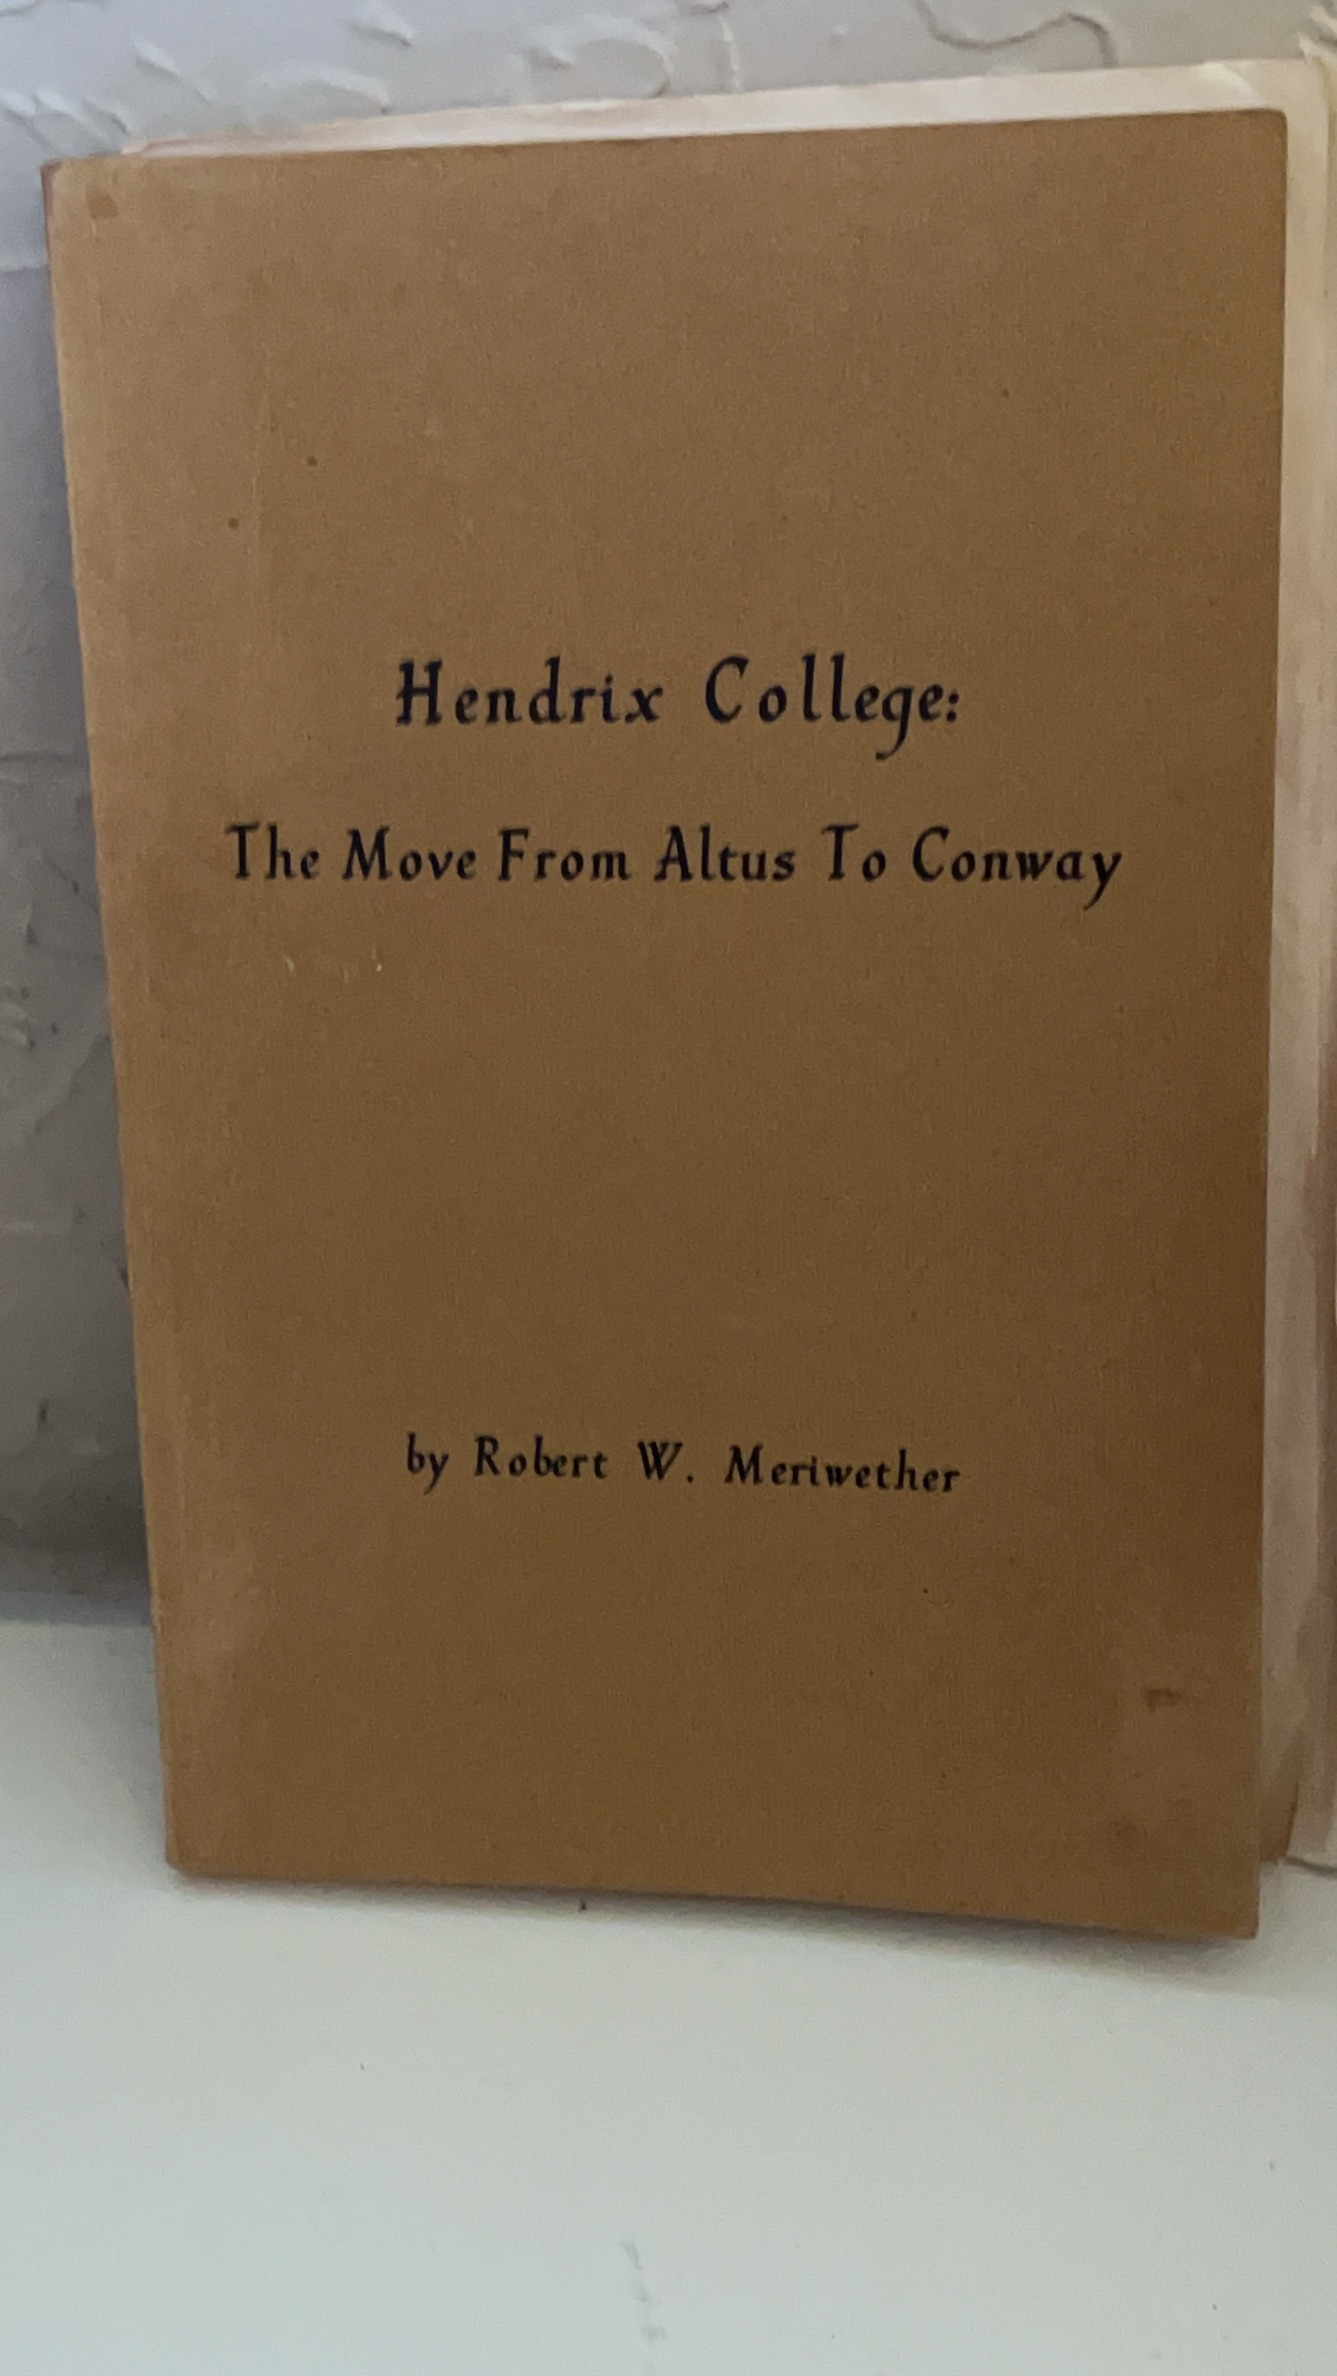 Hendrix College:
The Move From Altus To Conway
by Robert W. Meriwether